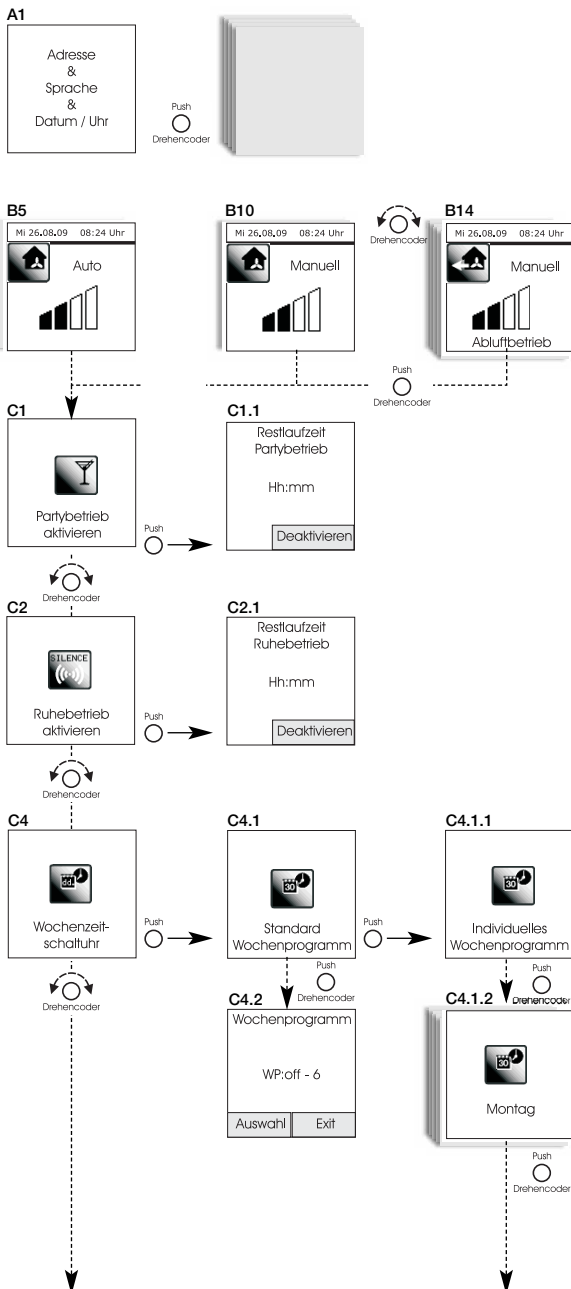 A1
Adresse
&
Sprache
&
Datum / Uhr
Push
Drehencoder
B5
Mi 26.08.09 08:24 Uhr
Auto
B10
Mi 26.08.09 08:24 Uhr
Manuell
Drehencoder
B14
Mi 26.08.09 08:24 Uhr
Manuell
Abluftbetrieb
Push
Drehencoder
C1
Partybetrieb
aktivieren
Push
C1.1
Restlaufzeit
Partybetrieb
Hh:mm
Deaktivieren
Drehencoder
C2
SILENCE
Ruhebetrieb
aktivieren
Push
C2.1
Restlaufzeit
Ruhebetrieb
Hh:mm
Deaktivieren
Drehencoder
C4
dd.
Wochenzeit-
schaltuhr
Push
C4.1
30
Standard
Wochenprogramm
Push
C4.1.1
30
Individuelles
Wochenprogramm
Drehencoder
Push
Drehencoder
Push
Drehencoder
C4.2
Wochenprogramm
WP:off - 6
Auswahl Exit
C4.1.2
30
Montag
Push
Drehencoder